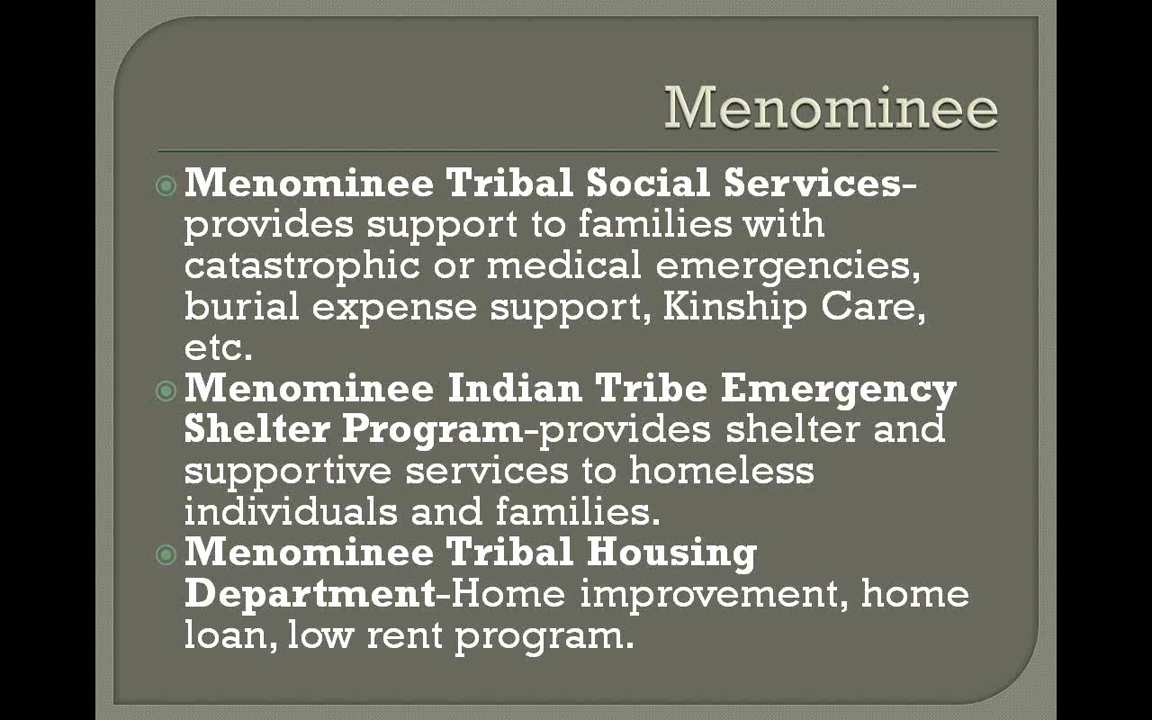 Menominee
Menominee Tribal Social Services-
provides support to families with
catastrophic or medical emergencies,
burial expense support, Kinship Care,
etc.
Menominee Indian Tribe Emergency
Shelter Program-provides shelter and
supportive services to homeless
individuals and families.
Menominee Tribal Housing
Department-Home improvement, home
loan, low rent program.